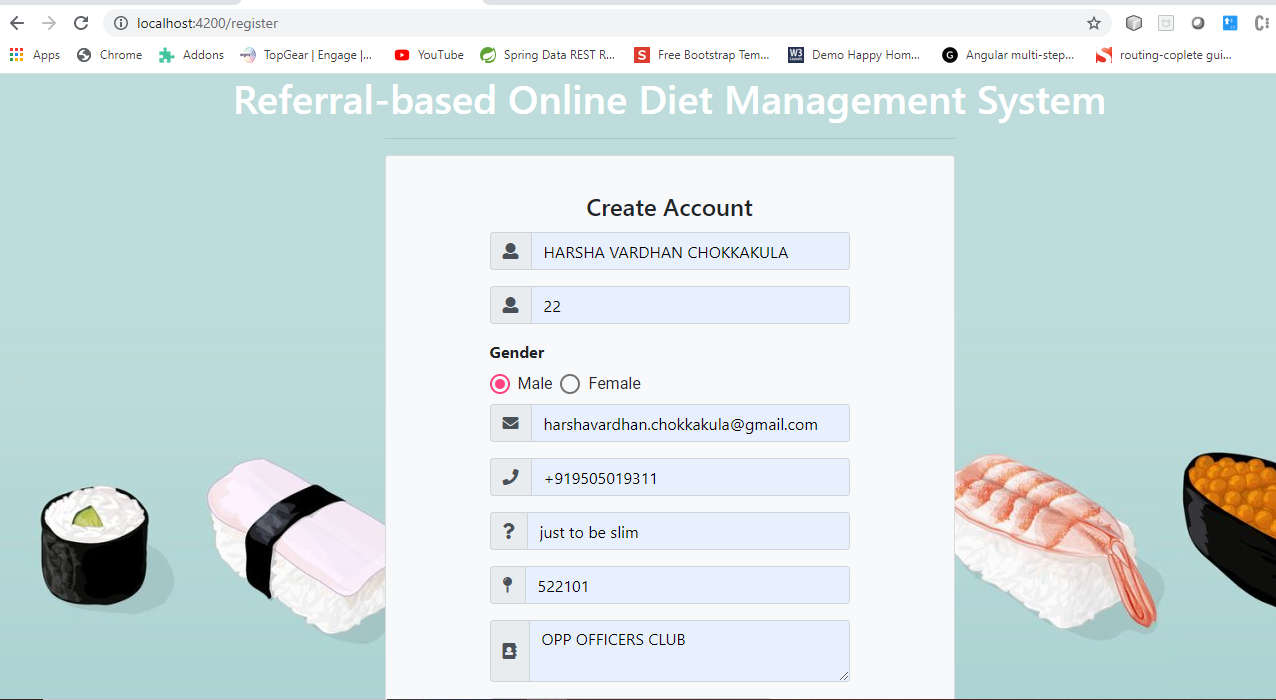 localhost:4200/register
Apps Chrome Addons TopGear | Engage |... YouTube Spring Data REST R... Free Bootstrap Tem... Demo Happy Hom... Angular multi-step... routing-coplete gui...
Referral-based Online Diet Management System
Create Account
HARSHA VARDHAN CHOKKAKULA
22
Gender
Male Female
harshavardhan.chokkakula@gmail.com
+919505019311
just to be slim
522101
OPP OFFICERS CLUB